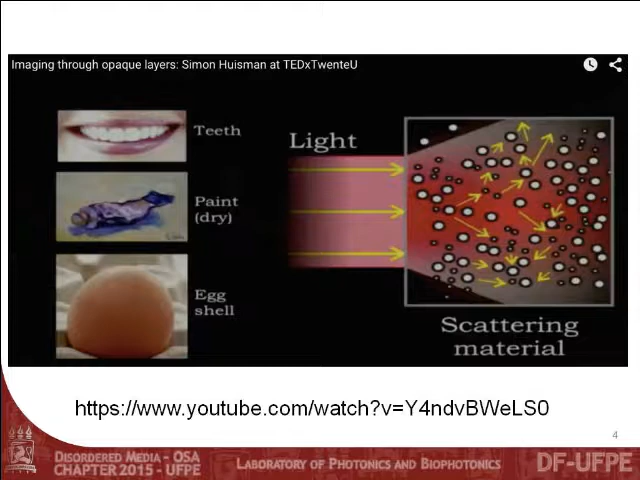 Imaging through opaque layers: Simon Huisman at TEDxTwenteU
Teeth
Paint
(dry)
Egg
shell
Light
Scattering
material
https://www.youtube.com/watch?v=Y4ndvBWeLS0
4
DISORDERED MEDIA - OSA
CHAPTER 2015 - UFPE
LABORATORY OF PHOTONICS AND BIOPHOTONICS
DF-UFPE